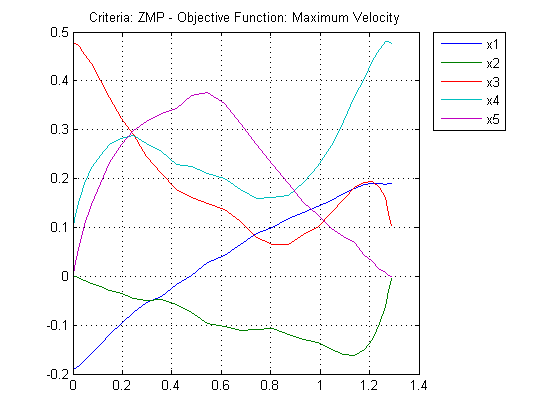 Criteria: ZMP - Objective Function: Maximum Velocity
0.5
0.4
0.3
0.2
0.1
0
-0.1
-0.2
0 0.2 0.4 0.6 0.8 1 1.2 1.4
x1
x2
x3
x4
x5